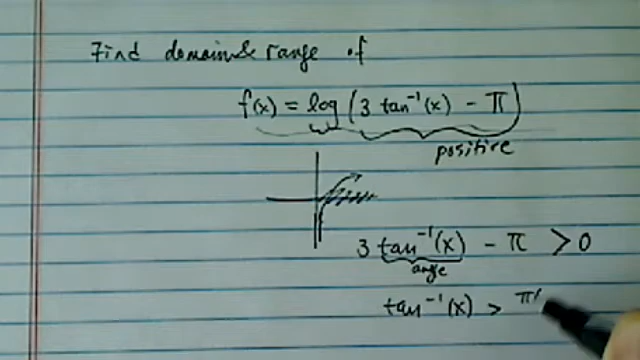 Find domain & range of
f(x) = log(3 tan⁻¹(x) − π)
positive
3 tan⁻¹(x) − π > 0
angle
tan⁻¹(x) > π/